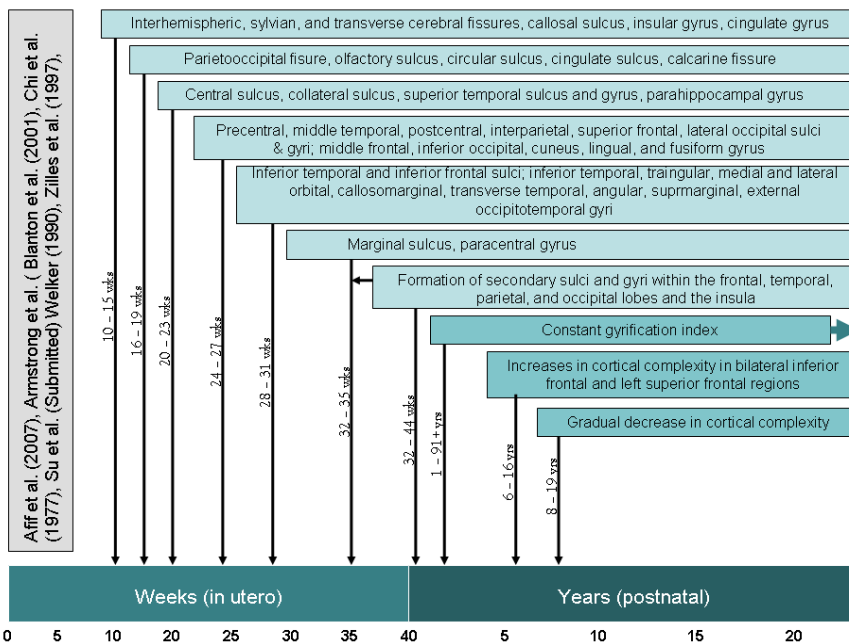 Afif et al. (2007), Armstrong et al. ( Blanton et al. (2001), Chi et al.
(1977), Su et al. (Submitted) Welker (1990), Zilles et al. (1997),
Interhemispheric, sylvian, and transverse cerebral fissures, callosal sulcus, insular gyrus, cingulate gyrus
Parietooccipital fisure, olfactory sulcus, circular sulcus, cingulate sulcus, calcarine fissure
Central sulcus, collateral sulcus, superior temporal sulcus and gyrus, parahippocampal gyrus
Precentral, middle temporal, postcentral, interparietal, superior frontal, lateral occipital sulci
& gyri; middle frontal, inferior occipital, cuneus, lingual, and fusiform gyrus
Inferior temporal and inferior frontal sulci; inferior temporal, traingular, medial and lateral
orbital, callosomarginal, transverse temporal, angular, suprmarginal, external
occipitotemporal gyri
Marginal sulcus, paracentral gyrus
Formation of secondary sulci and gyri within the frontal, temporal,
parietal, and occipital lobes and the insula
Constant gyrification index
Increases in cortical complexity in bilateral inferior
frontal and left superior frontal regions
Gradual decrease in cortical complexity
10 – 15 wks
16 – 19 wks
20 – 23 wks
24 – 27 wks
28 – 31 wks
32 – 35 wks
32 – 44 wks
1 – 91+ yrs
6 – 16 yrs
8 – 19 yrs
Weeks (in utero)
Years (postnatal)
0 5 10 20 25 30 35 40 5 10 15 20